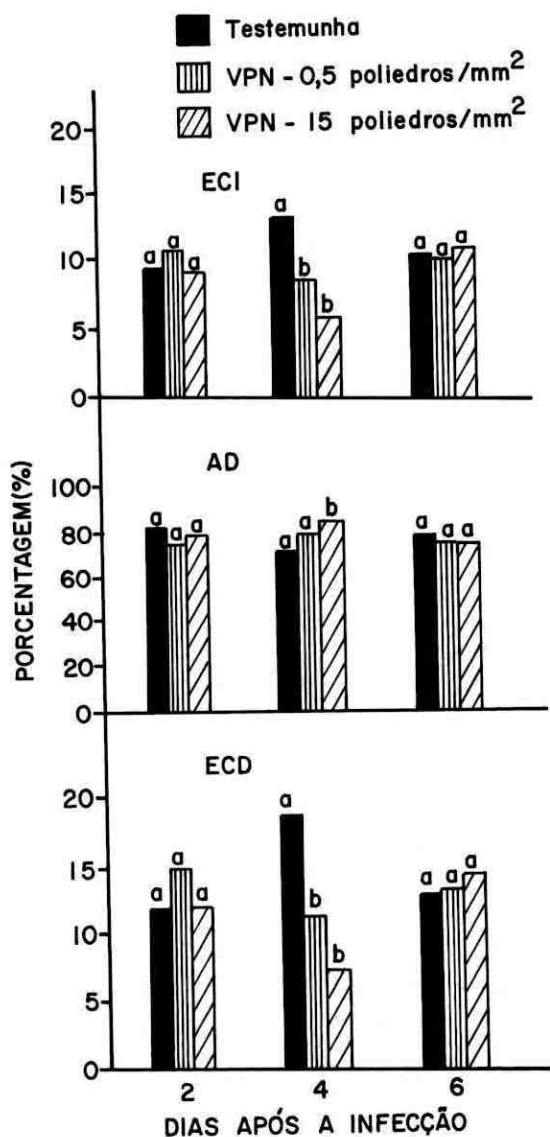 Testemunha
VPN - 0,5 poliedros/mm²
VPN - 15 poliedros/mm²
20
15
10
5
0
ECI
a a a
a b b
a a a
PORCENTAGEM(%)
100
80
60
40
20
0
AD
a a a
a a b
a a a
20
15
10
5
0
ECD
a a a
a b b
a a a
2 4 6
DIAS APÓS A INFECÇÃO